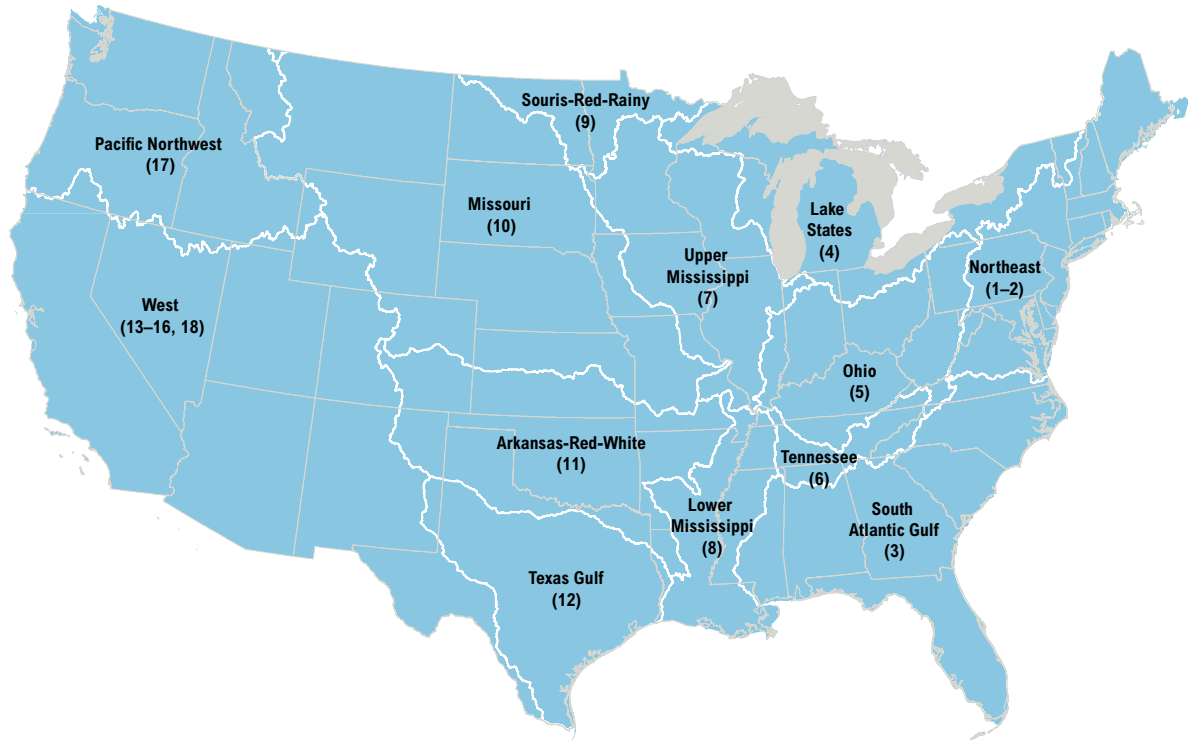 Souris-Red-Rainy
(9)
Pacific Northwest
(17)
Missouri
(10)
Lake
States
(4)
Upper
Mississippi
(7)
Northeast
(1–2)
West
(13–16, 18)
Ohio
(5)
Arkansas-Red-White
(11)
Tennessee
(6)
Lower
Mississippi
(8)
South
Atlantic Gulf
(3)
Texas Gulf
(12)